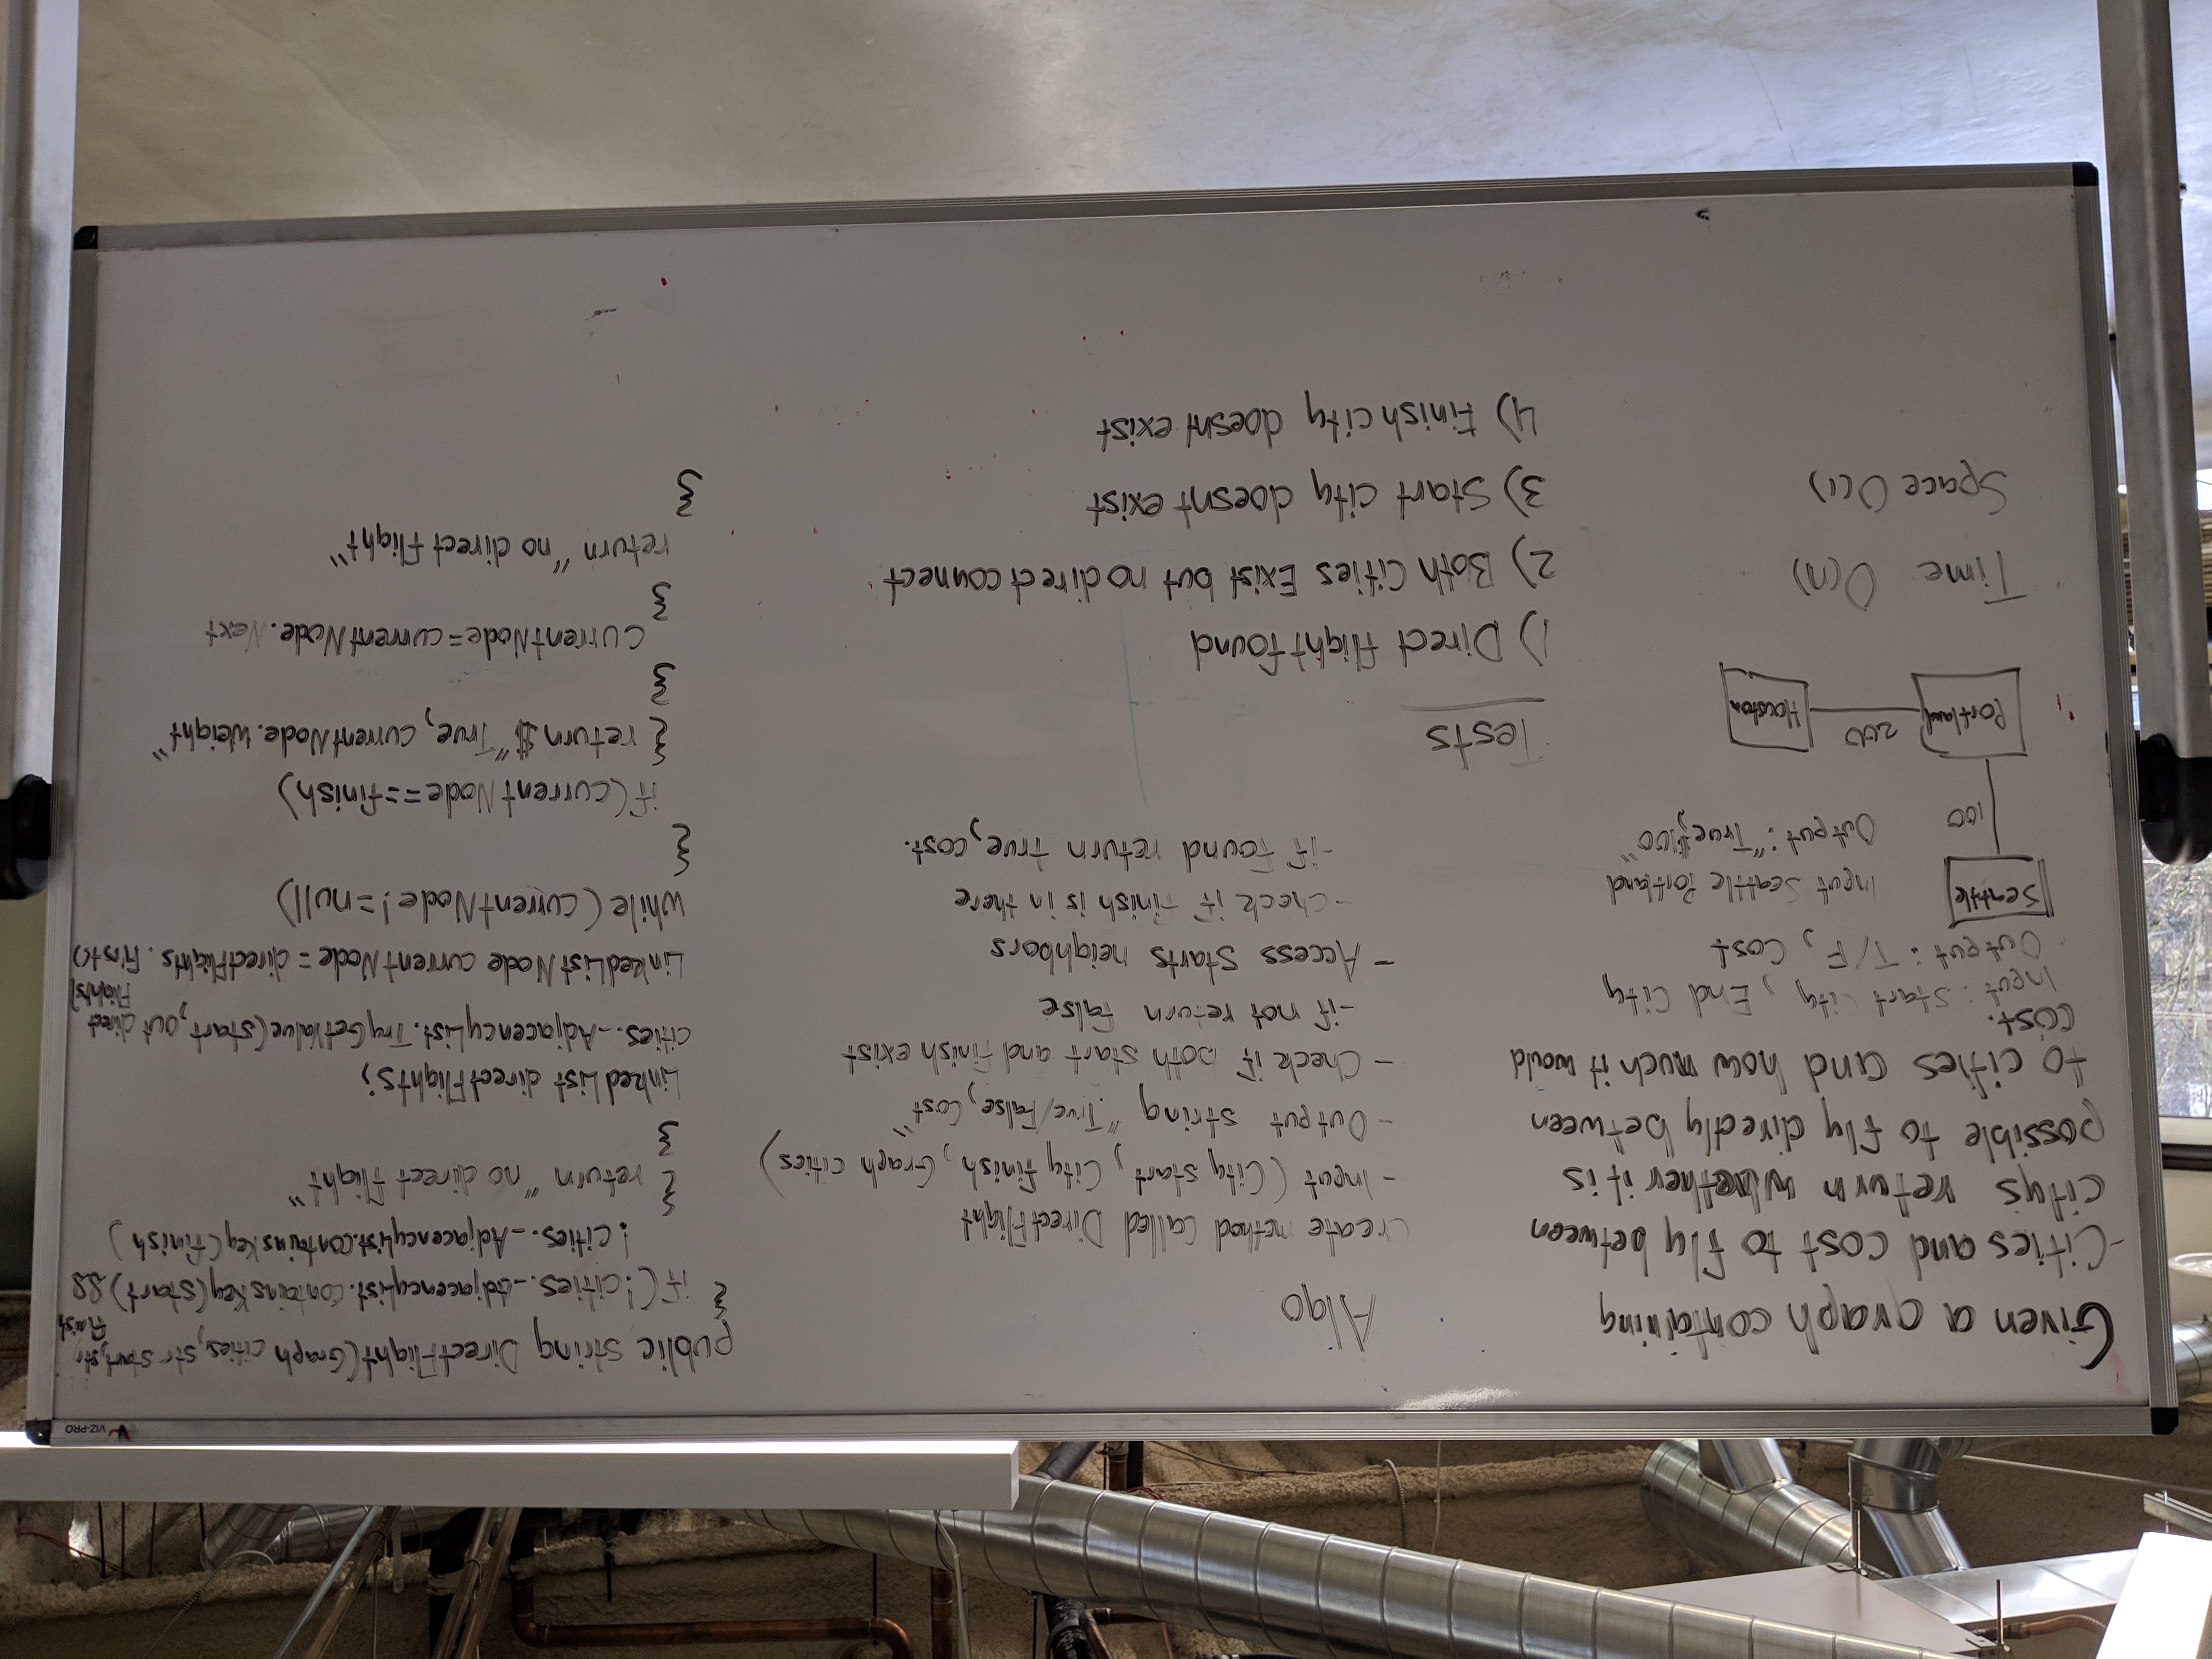 VIZ-PRO
Given a graph containing
Cities and cost to fly between
city's return whether it is
possible to fly directly between
to cities and how much it would
cost.
Input: Start City, End City
Output: T/F, Cost
Seattle
100
Portland
200
Houston
Input Seattle Portland
Output: "True, $100"
Time O(n)
Space O(1)
Algo
Create method called DirectFlight
- Input (City start, City finish, Graph cities)
- Output string "True/False, Cost"
- Check if both start and finish exist
- if not return False
- Access starts neighbors
- Check if finish is in there
- if found return true, cost.
Tests
1) Direct flight found
2) Both Cities Exist but no direct connect
3) Start city doesnt exist
4) Finish city doesnt exist
public string DirectFlight(Graph cities, str start, str
finish
{ if(!cities._AdjacencyList.containsKey(start) &&
!cities._AdjacencyList.containsKey(finish)
{ return "no direct flight"
}
LinkedList directFlights;
cities._AdjacencyList.TryGetValue(start, out direct
Flights)
LinkedListNode currentNode = directFlights.First()
while(currentNode!=null)
{
if(currentNode==finish)
{ return $"True, currentNode.Weight"
}
currentNode=currentNode.Next
}
return "no direct flight"
}